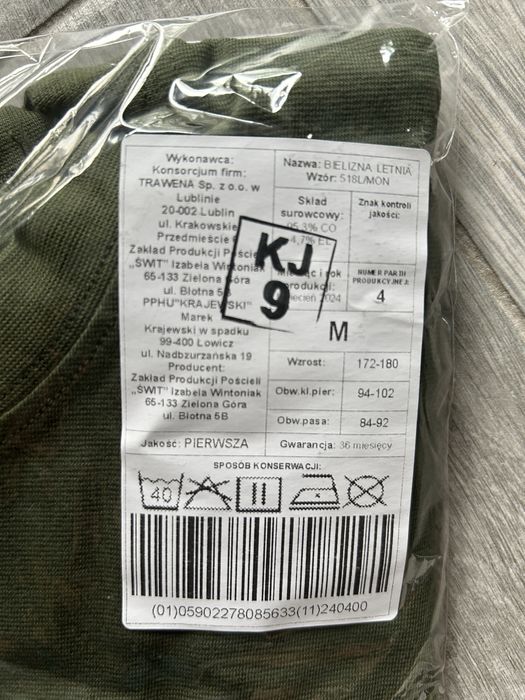 Wykonawca:
Konsorcjum firm:
TRAWENA Sp. z o.o. w
Lublinie
20-002 Lublin
ul. Krakowskie
Przedmieście
Zakład Produkcji
„ŚWIT" Izabela Wintoniak
65-133 Zielona Góra
ul. Błotna
PPHU"KRAJEWSKI"
Marek
Krajewski w spadku
99-400 Łowicz
ul. Nadbzurzańska 19
Producent:
Zakład Produkcji Pościeli
„ŚWIT" Izabela Wintoniak
65-133 Zielona Góra
ul. Błotna 5B
Jakość: PIERWSZA
Nazwa: BIELIZNA LETNIA
Wzór: 518L/MON
Skład
surowcowy:
95,3% CO
4,7% EL
Znak kontroli
jakości:
KJ
9
Miesiąc i rok
produkcji:
2024
NUMER PARTII
PRODUKCYJNEJ:
4
M
Wzrost: 172-180
Obw.kl.pier: 94-102
Obw.pasa: 84-92
Gwarancja: 36 miesięcy
SPOSÓB KONSERWACJI:
40
(01)05902278085633(11)240400